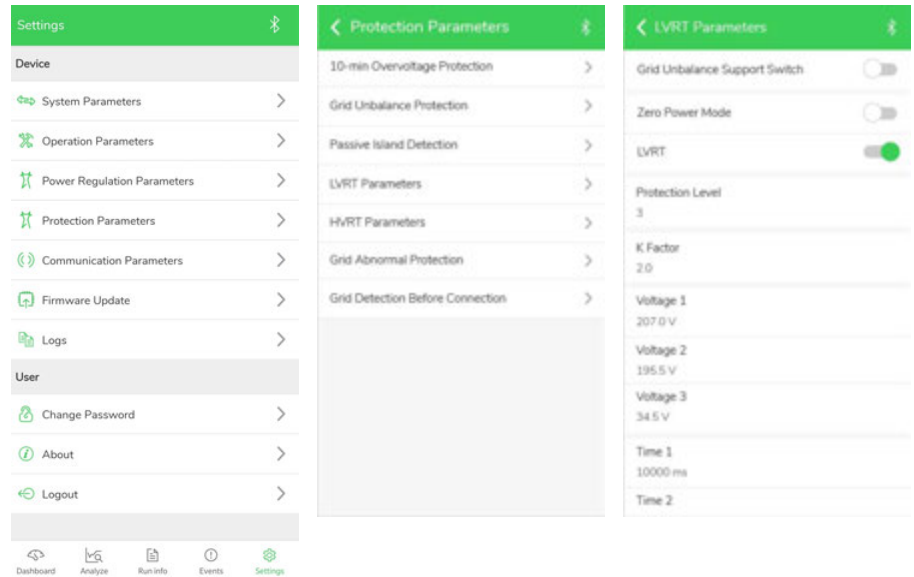 Settings
Device
System Parameters
Operation Parameters
Power Regulation Parameters
Protection Parameters
Communication Parameters
Firmware Update
Logs
User
Change Password
About
Logout
Dashboard
Analyze
Run info
Events
Settings
Protection Parameters
10-min Overvoltage Protection
Grid Unbalance Protection
Passive Island Detection
LVRT Parameters
HVRT Parameters
Grid Abnormal Protection
Grid Detection Before Connection
LVRT Parameters
Grid Unbalance Support Switch
Zero Power Mode
LVRT
Protection Level
3
K Factor
2.0
Voltage 1
207.0 V
Voltage 2
195.5 V
Voltage 3
34.5 V
Time 1
10000 ms
Time 2